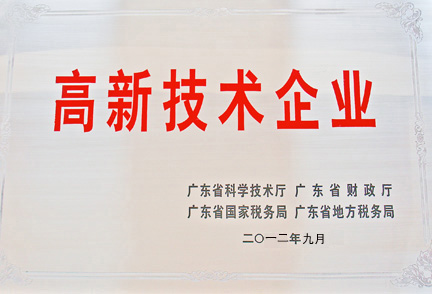 高新技术企业
广东省科学技术厅 广东省财政厅
广东省国家税务局 广东省地方税务局
二〇一二年九月